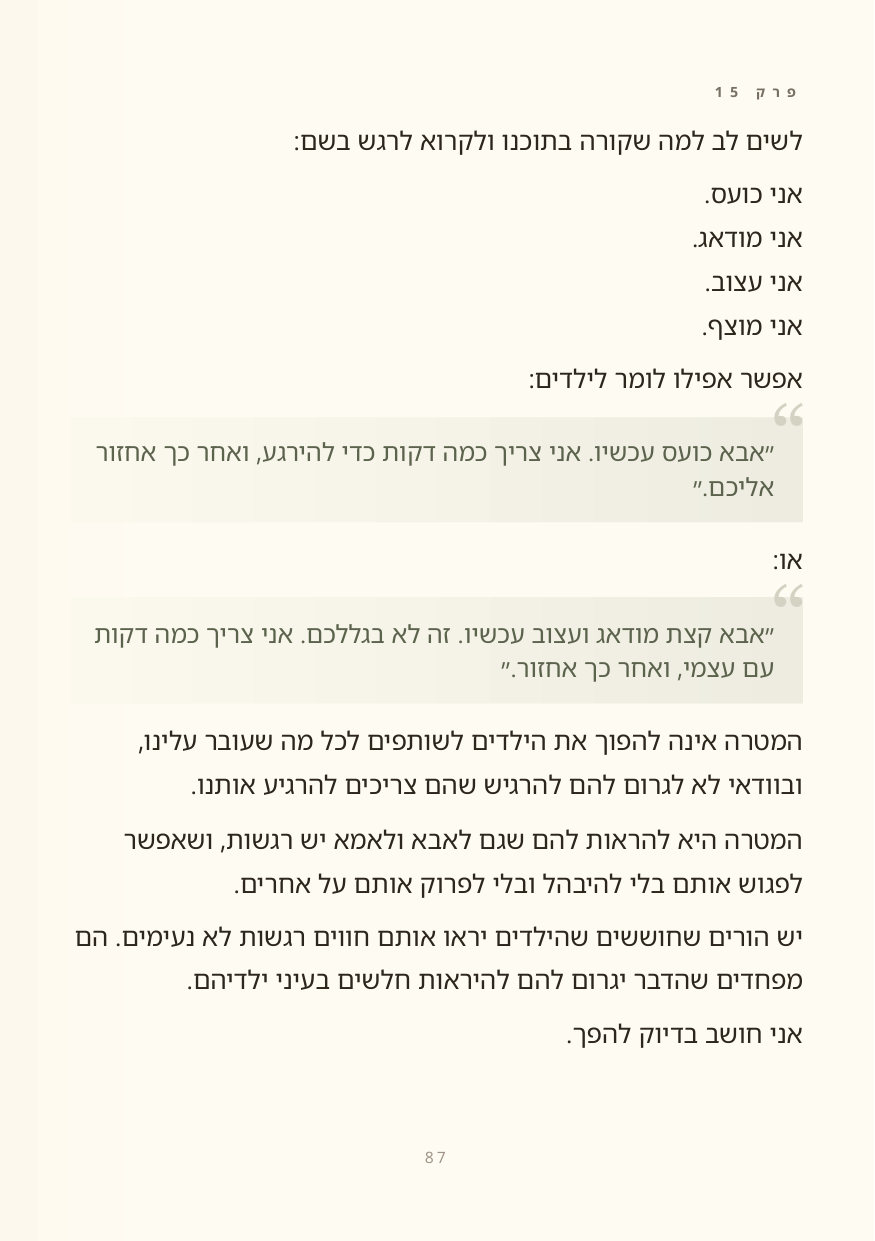 פרק 15
לשים לב למה שקורה בתוכנו ולקרוא לרגש בשם:
אני כועס.
אני מודאג.
אני עצוב.
אני מוצף.
אפשר אפילו לומר לילדים:
“
״אבא כועס עכשיו. אני צריך כמה דקות כדי להירגע, ואחר כך אחזור
אליכם.״
או:
“
״אבא קצת מודאג ועצוב עכשיו. זה לא בגללכם. אני צריך כמה דקות
עם עצמי, ואחר כך אחזור.״
המטרה אינה להפוך את הילדים לשותפים לכל מה שעובר עלינו,
ובוודאי לא לגרום להם להרגיש שהם צריכים להרגיע אותנו.
המטרה היא להראות להם שגם לאבא ולאמא יש רגשות, ושאפשר
לפגוש אותם בלי להיבהל ובלי לפרוק אותם על אחרים.
יש הורים שחוששים שהילדים יראו אותם חווים רגשות לא נעימים. הם
מפחדים שהדבר יגרום להם להיראות חלשים בעיני ילדיהם.
אני חושב בדיוק להפך.
87